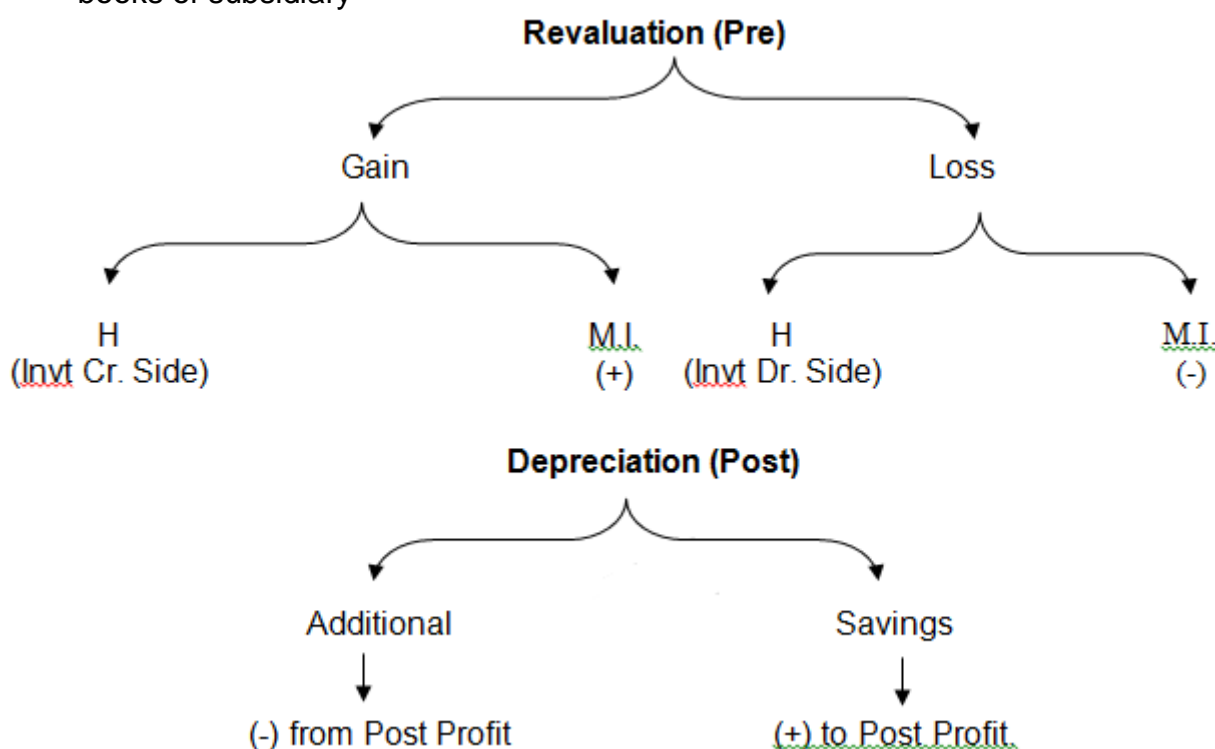 books of subsidiary
Revaluation (Pre)
Gain Loss
H M.I. H M.I.
(Invt Cr. Side) (+) (Invt Dr. Side) (-)
Depreciation (Post)
Additional Savings
(-) from Post Profit (+) to Post Profit.